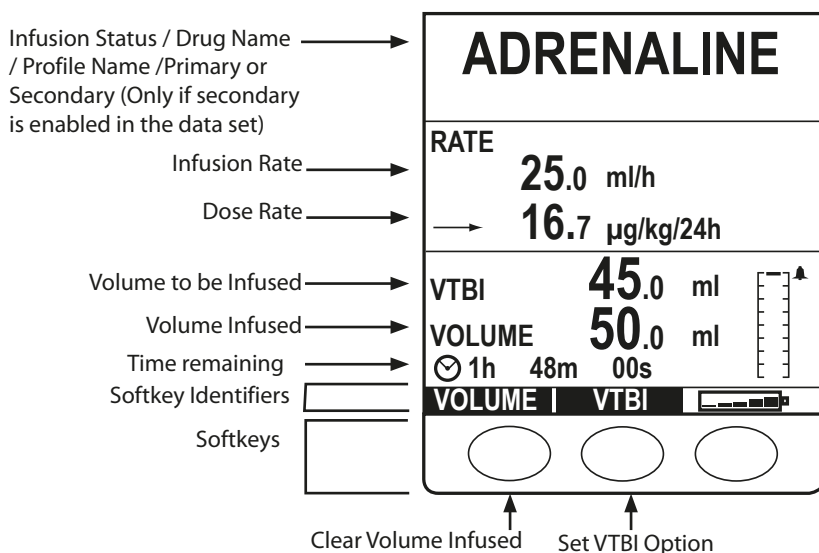 Infusion Status / Drug Name
/ Profile Name /Primary or
Secondary (Only if secondary
is enabled in the data set)
ADRENALINE
RATE
Infusion Rate
25.0 ml/h
Dose Rate
16.7 µg/kg/24h
Volume to be Infused
VTBI 45.0 ml
Volume Infused
VOLUME 50.0 ml
Time remaining
1h 48m 00s
Softkey Identifiers
VOLUME VTBI
Softkeys
Clear Volume Infused
Set VTBI Option